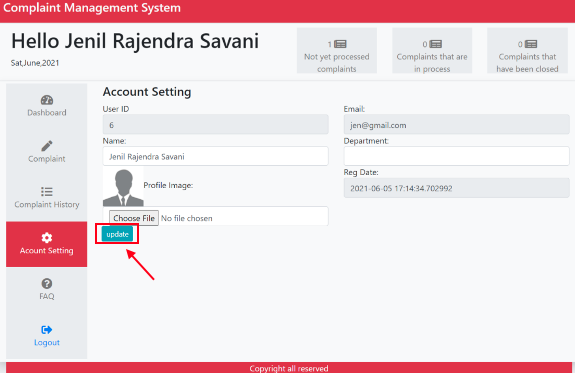 Complaint Management System
Hello Jenil Rajendra Savani
Sat,June,2021
1
Not yet processed
complaints
0
Complaints that are
in process
0
Complaints that
have been closed
Dashboard
Complaint
Complaint History
Acount Setting
FAQ
Logout
Account Setting
User ID
6
Email:
jen@gmail.com
Name:
Jenil Rajendra Savani
Department:
Profile Image:
Reg Date:
2021-06-05 17:14:34.702992
Choose File No file chosen
update
Copyright all reserved